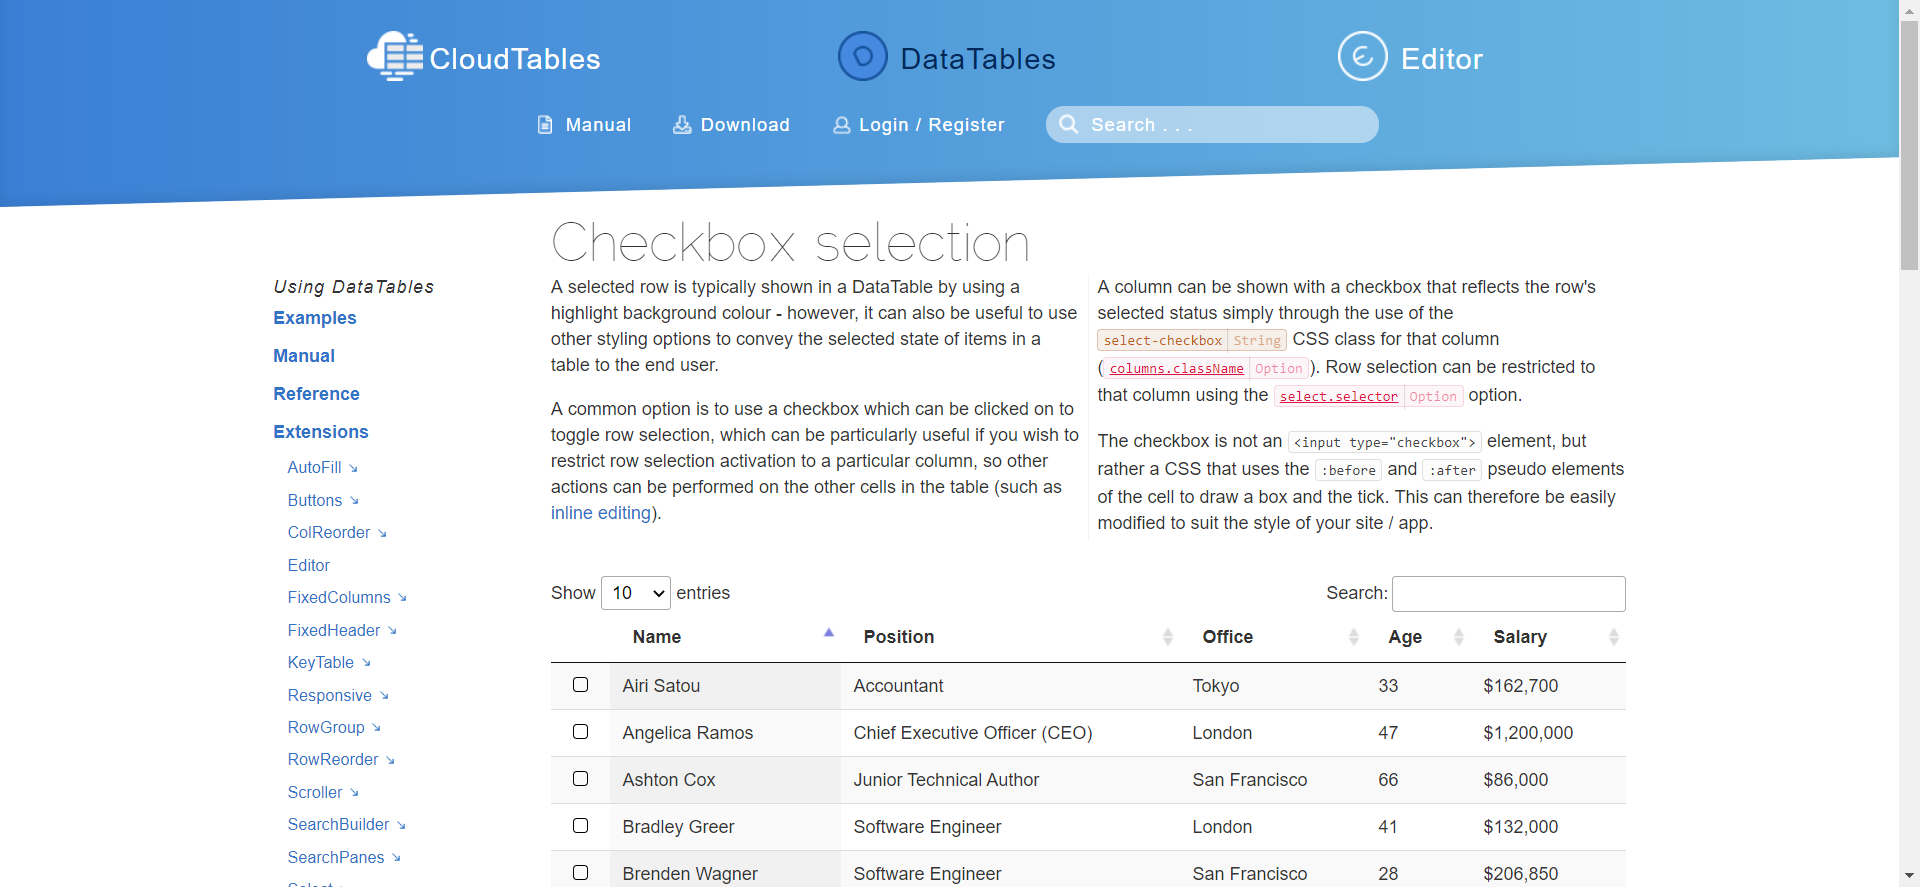 CloudTables
DataTables
Editor
Manual
Download
Login / Register
Search . . .
Checkbox selection
Using DataTables
Examples
Manual
Reference
Extensions
AutoFill
Buttons
ColReorder
Editor
FixedColumns
FixedHeader
KeyTable
Responsive
RowGroup
RowReorder
Scroller
SearchBuilder
SearchPanes
Select
A selected row is typically shown in a DataTable by using a
highlight background colour - however, it can also be useful to use
other styling options to convey the selected state of items in a
table to the end user.
A common option is to use a checkbox which can be clicked on to
toggle row selection, which can be particularly useful if you wish to
restrict row selection activation to a particular column, so other
actions can be performed on the other cells in the table (such as
inline editing).
A column can be shown with a checkbox that reflects the row's
selected status simply through the use of the
select-checkbox String CSS class for that column
(columns.className Option). Row selection can be restricted to
that column using the select.selector Option option.
The checkbox is not an <input type="checkbox"> element, but
rather a CSS that uses the :before and :after pseudo elements
of the cell to draw a box and the tick. This can therefore be easily
modified to suit the style of your site / app.
Show 10 entries
Search:
Name Position Office Age Salary
Airi Satou Accountant Tokyo 33 $162,700
Angelica Ramos Chief Executive Officer (CEO) London 47 $1,200,000
Ashton Cox Junior Technical Author San Francisco 66 $86,000
Bradley Greer Software Engineer London 41 $132,000
Brenden Wagner Software Engineer San Francisco 28 $206,850